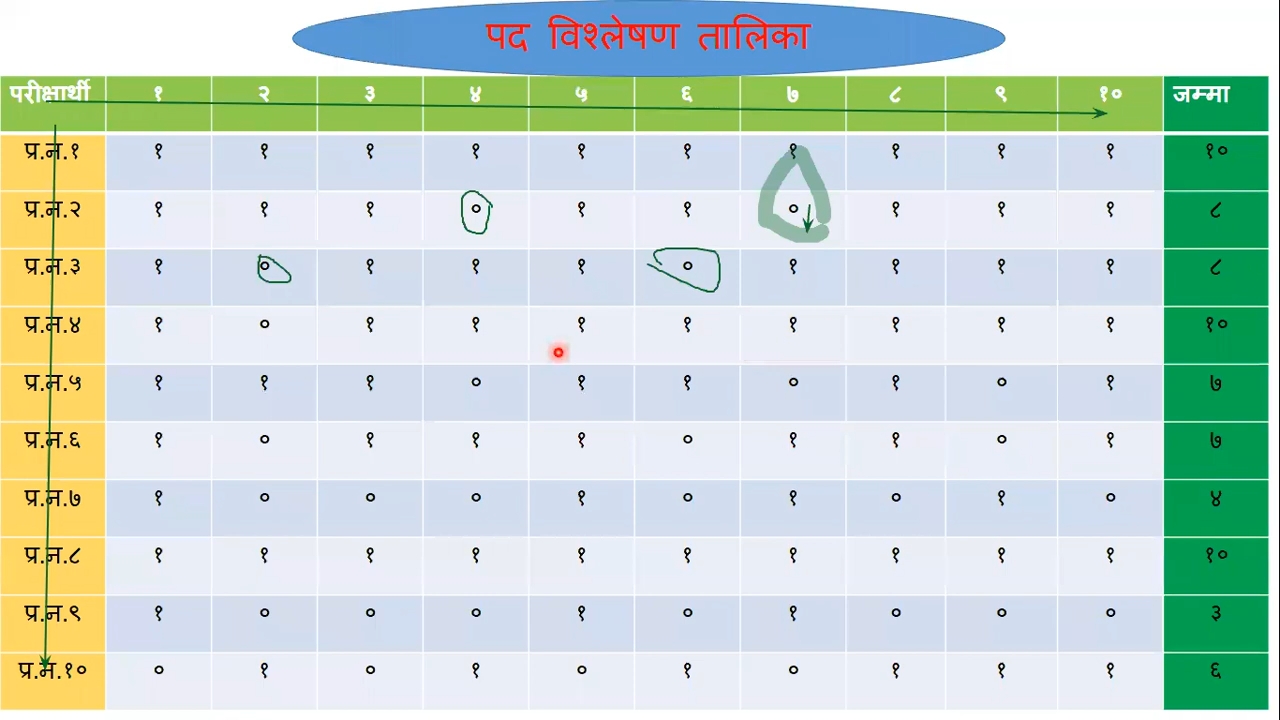 पद विश्लेषण तालिका
परीक्षार्थी १ २ ३ ४ ५ ६ ७ ८ ९ १० जम्मा
प्र.न.१ १ १ १ १ १ १ १ १ १ १ १०
प्र.न.२ १ १ १ ० १ १ ० १ १ १ ८
प्र.न.३ १ ० १ १ १ ० १ १ १ १ ८
प्र.न.४ १ ० १ १ १ १ १ १ १ १ १०
प्र.न.५ १ १ १ ० १ १ ० १ ० १ ७
प्र.न.६ १ ० १ १ १ ० १ १ ० १ ७
प्र.न.७ १ ० ० ० १ ० १ ० १ ० ४
प्र.न.८ १ १ १ १ १ १ १ १ १ १ १०
प्र.न.९ १ ० ० ० १ ० १ ० ० ० ३
प्र.न.१० ० १ ० १ ० १ ० १ १ १ ६